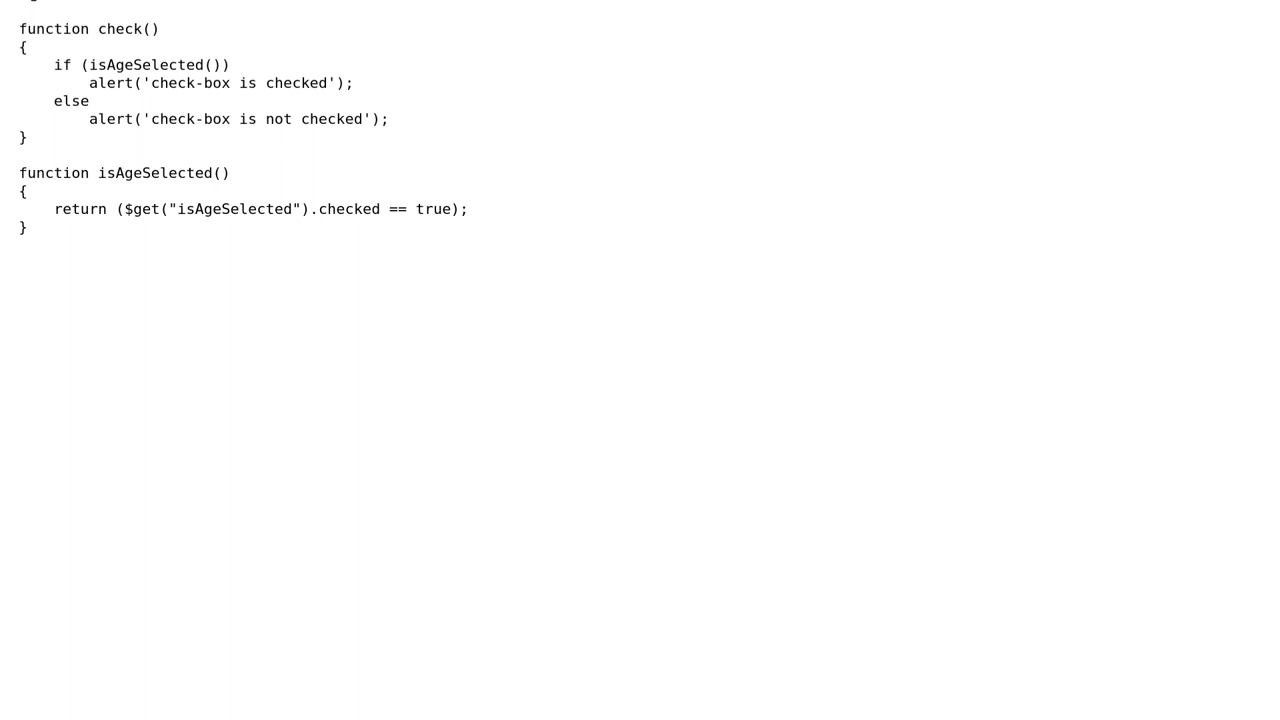 function check()
{
    if (isAgeSelected())
        alert('check-box is checked');
    else
        alert('check-box is not checked');
}

function isAgeSelected()
{
    return ($get("isAgeSelected").checked == true);
}